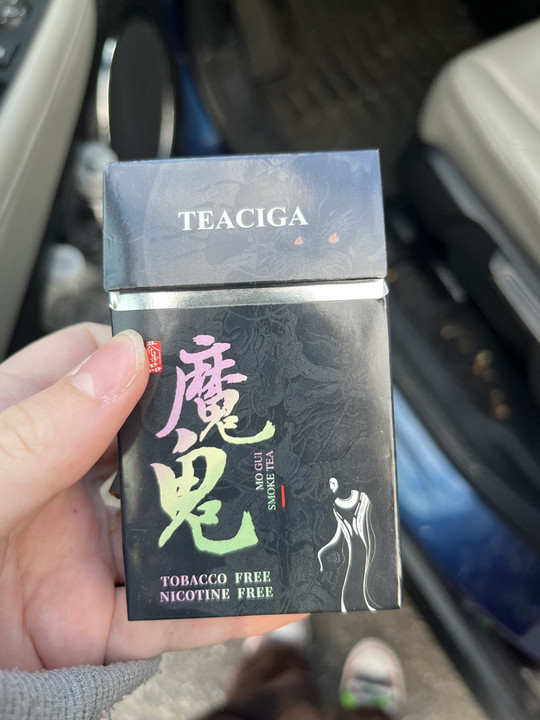 TEACIGA
魔鬼
MO GUI
SMOKE TEA
TOBACCO FREE
NICOTINE FREE